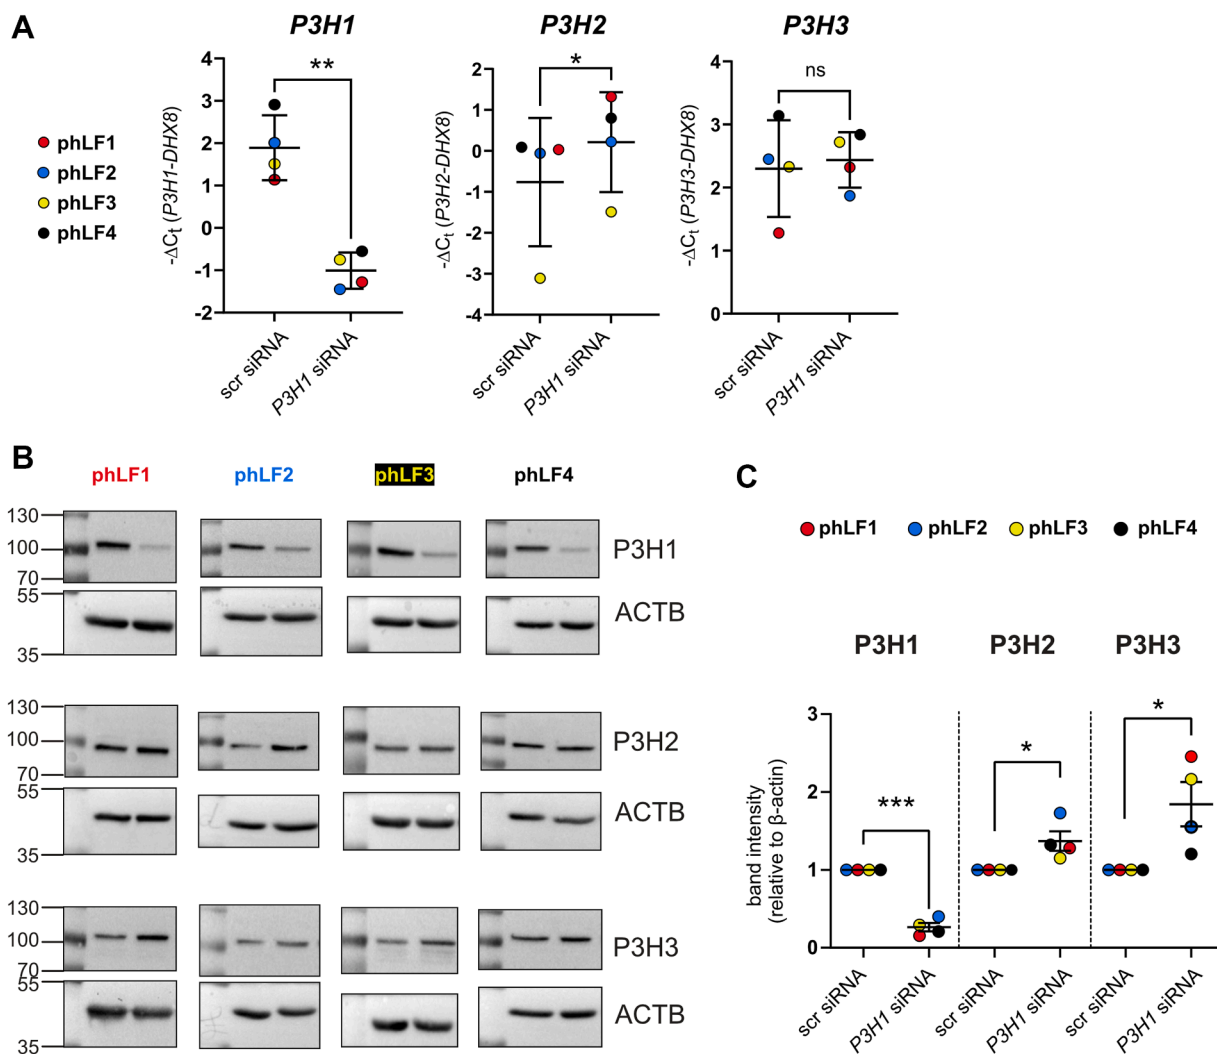 A
P3H1
P3H2
P3H3
phLF1
phLF2
phLF3
phLF4
-ΔCt (P3H1-DHX8)
4
3
2
1
0
-1
-2
**
scr siRNA
P3H1 siRNA
-ΔCt (P3H2-DHX8)
2
1
0
-1
-2
-3
-4
*
scr siRNA
P3H1 siRNA
-ΔCt (P3H3-DHX8)
4
3
2
0
ns
scr siRNA
P3H1 siRNA
B
phLF1 phLF2 phLF3 phLF4
130
100
70
P3H1
55
35
ACTB
130
100
70
P3H2
55
35
ACTB
130
100
70
P3H3
55
35
ACTB
C
phLF1 phLF2 phLF3 phLF4
P3H1 P3H2 P3H3
band intensity
(relative to β-actin)
3
2
1
0
***
*
*
scr siRNA
P3H1 siRNA
scr siRNA
P3H1 siRNA
scr siRNA
P3H1 siRNA